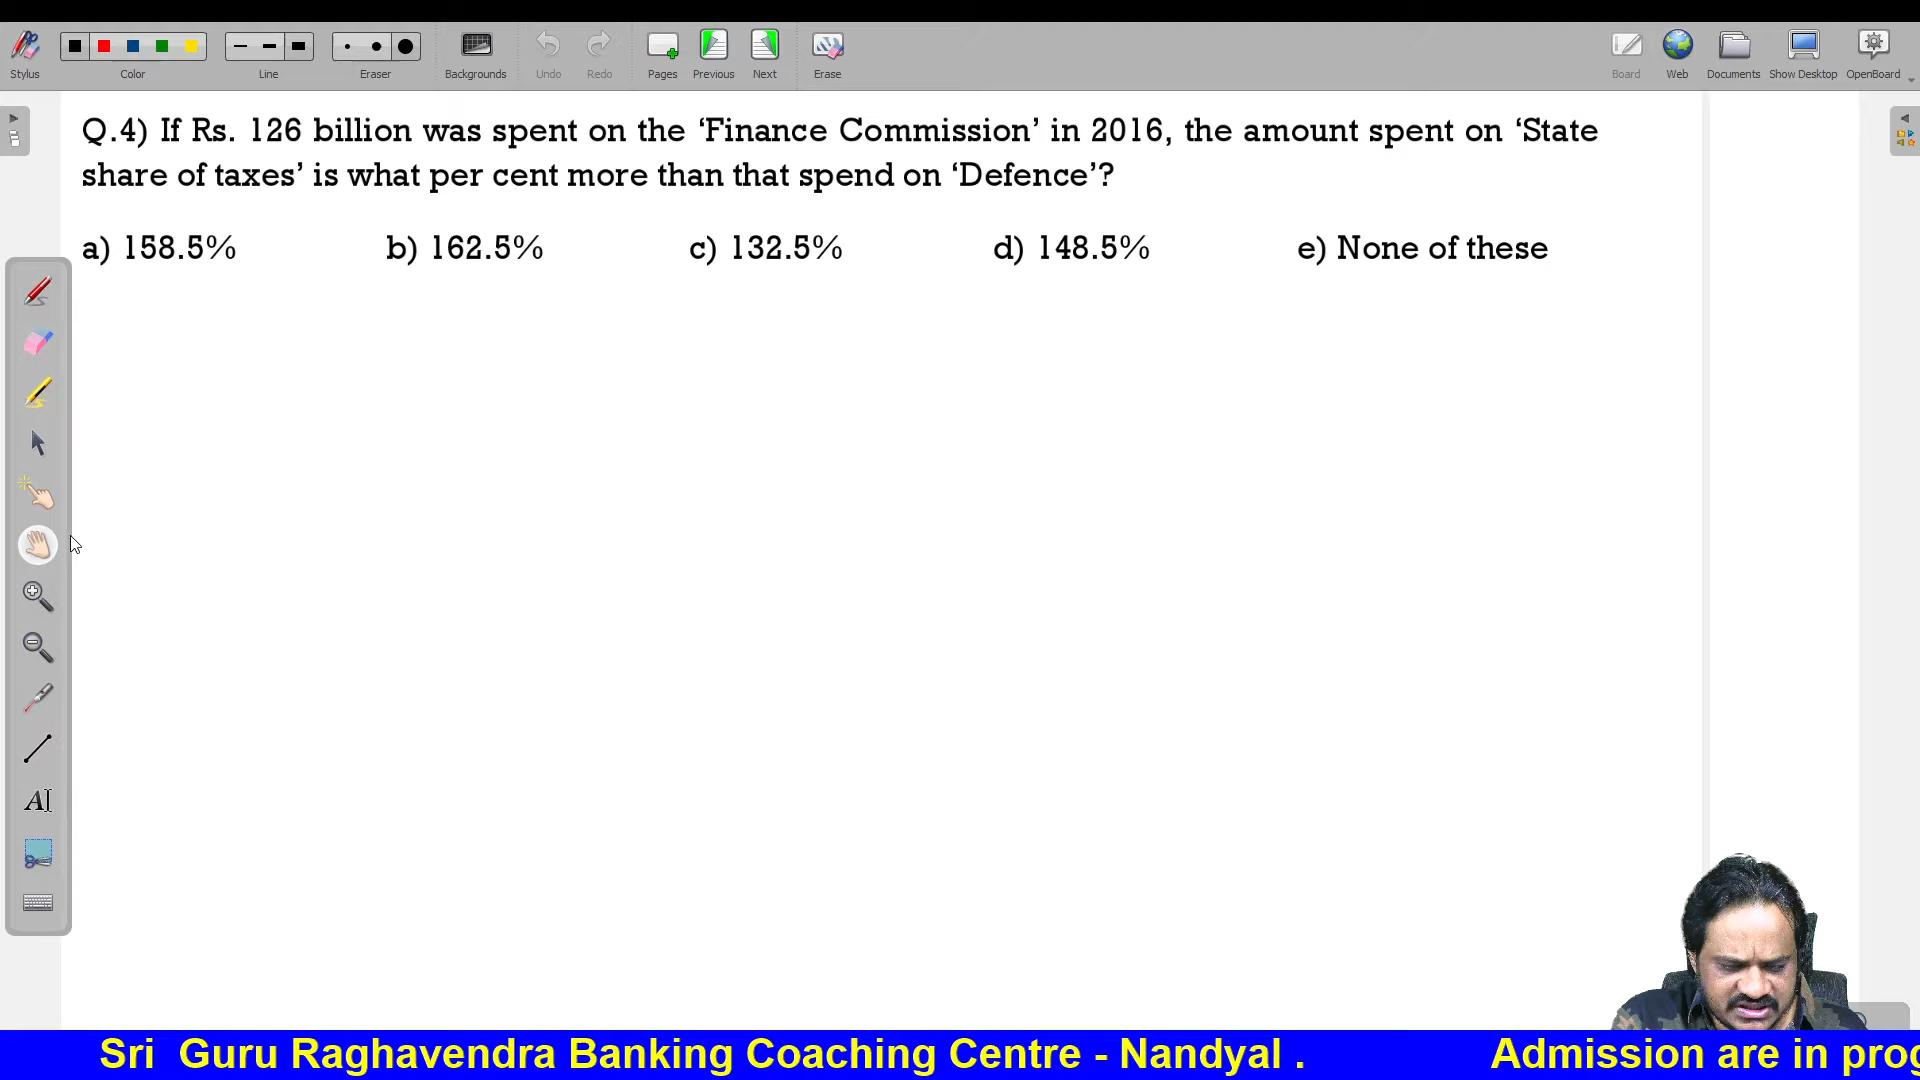 Stylus
Color
Line
Eraser
Backgrounds
Undo
Redo
Pages
Previous
Next
Erase
Board
Web
Documents
Show Desktop
OpenBoard
Q.4) If Rs. 126 billion was spent on the ‘Finance Commission’ in 2016, the amount spent on ‘State
share of taxes’ is what per cent more than that spend on ‘Defence’?
a) 158.5% b) 162.5% c) 132.5% d) 148.5% e) None of these
Sri Guru Raghavendra Banking Coaching Centre - Nandyal . Admission are in prog